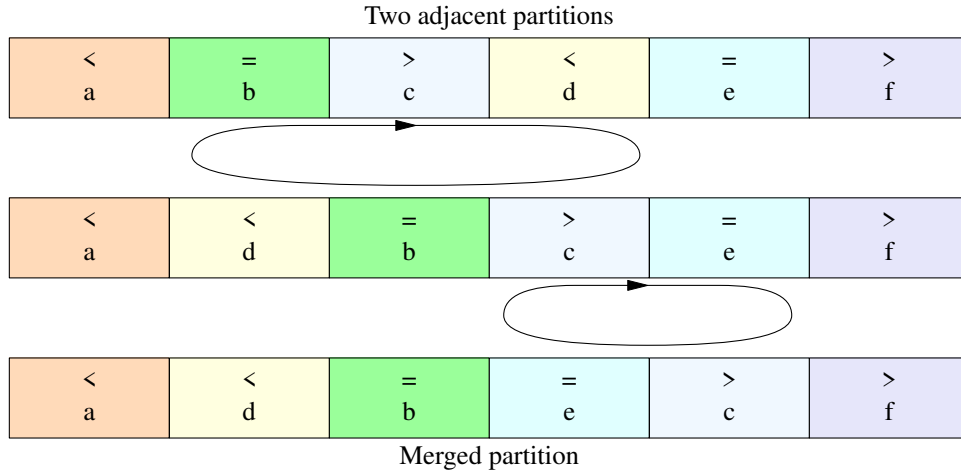 Two adjacent partitions
< = > < = >
a b c d e f
< < = > = >
a d b c e f
< < = = > >
a d b e c f
Merged partition